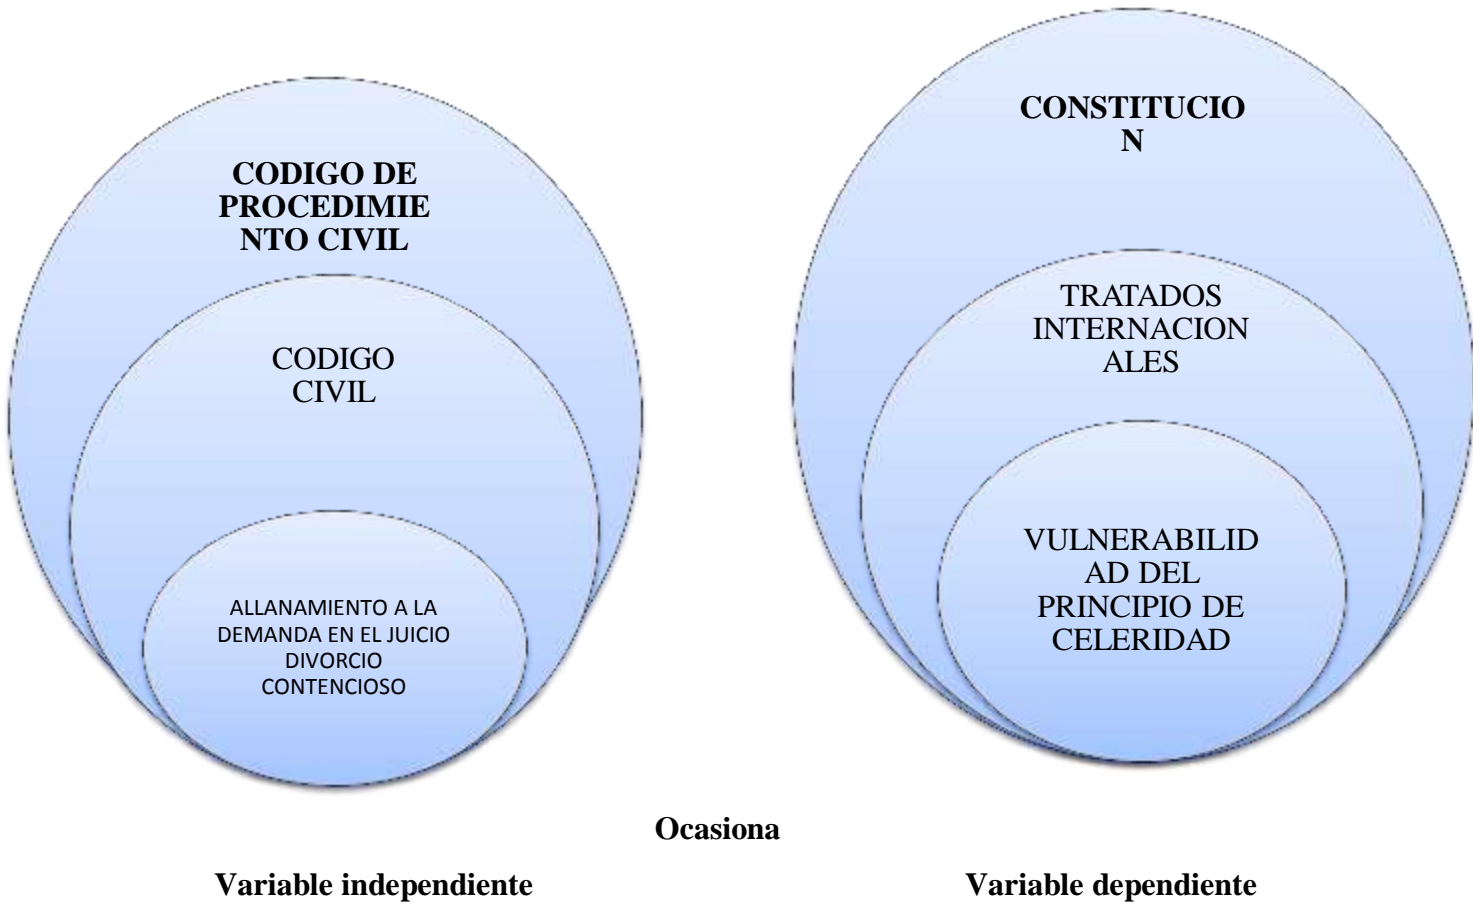 CODIGO DE
PROCEDIMIE
NTO CIVIL
CODIGO
CIVIL
ALLANAMIENTO A LA
DEMANDA EN EL JUICIO
DIVORCIO
CONTENCIOSO
CONSTITUCIO
N
TRATADOS
INTERNACION
ALES
VULNERABILID
AD DEL
PRINCIPIO DE
CELERIDAD
Ocasiona
Variable independiente
Variable dependiente